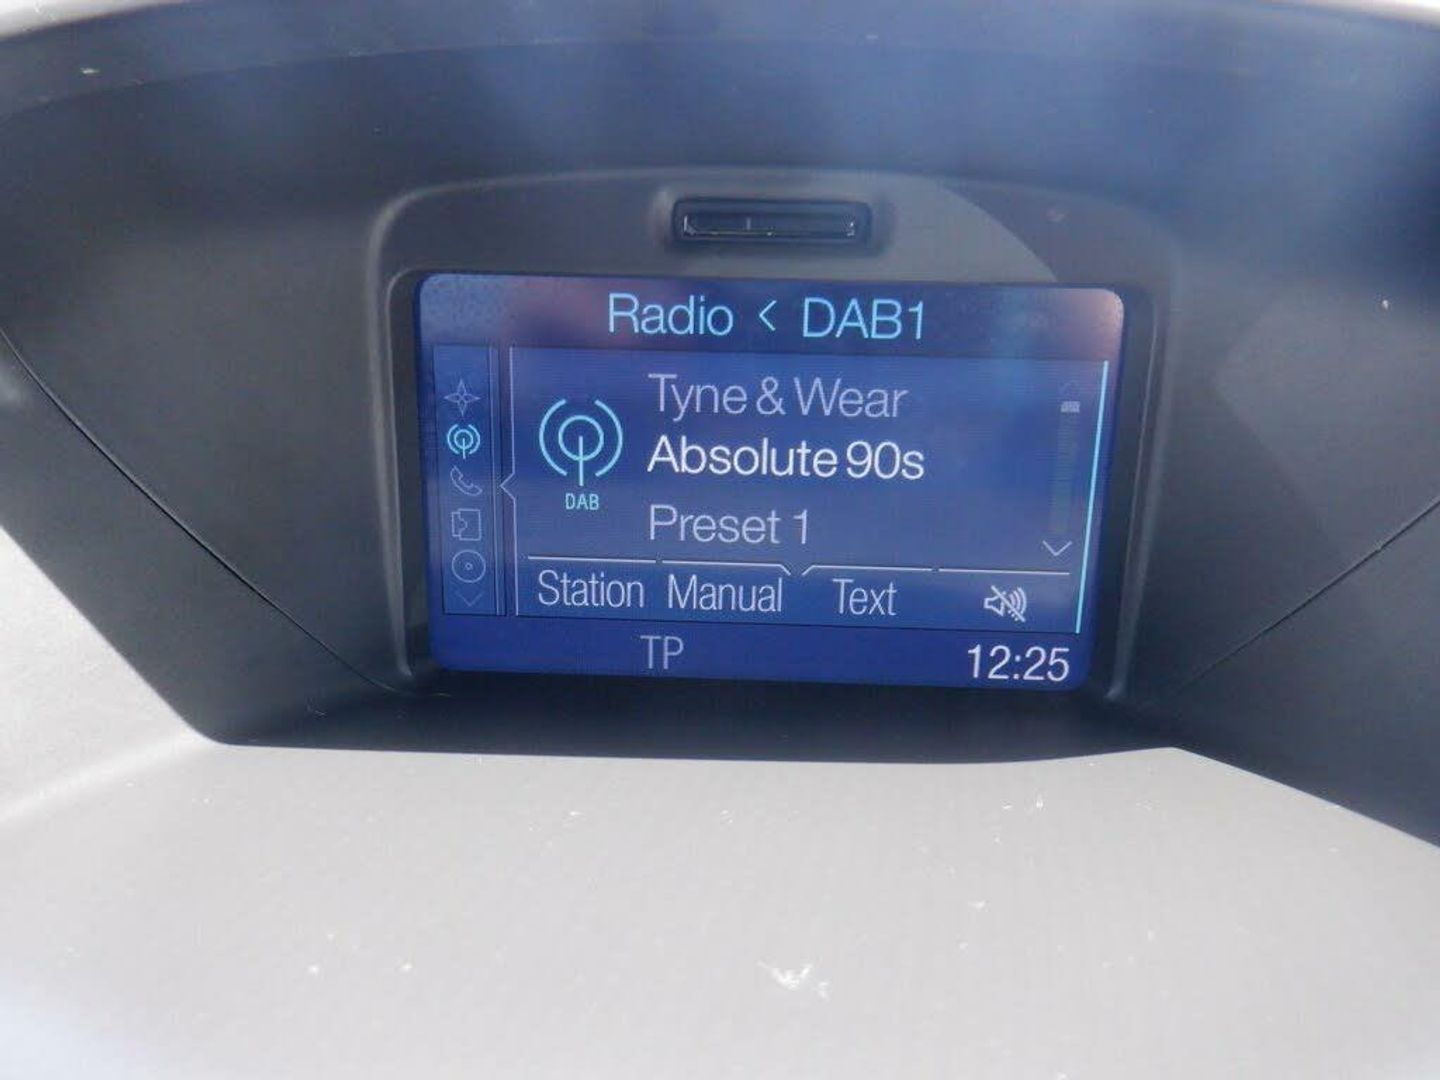 Radio < DAB1
Tyne & Wear
Absolute 90s
DAB
Preset 1
Station Manual Text
TP 12:25